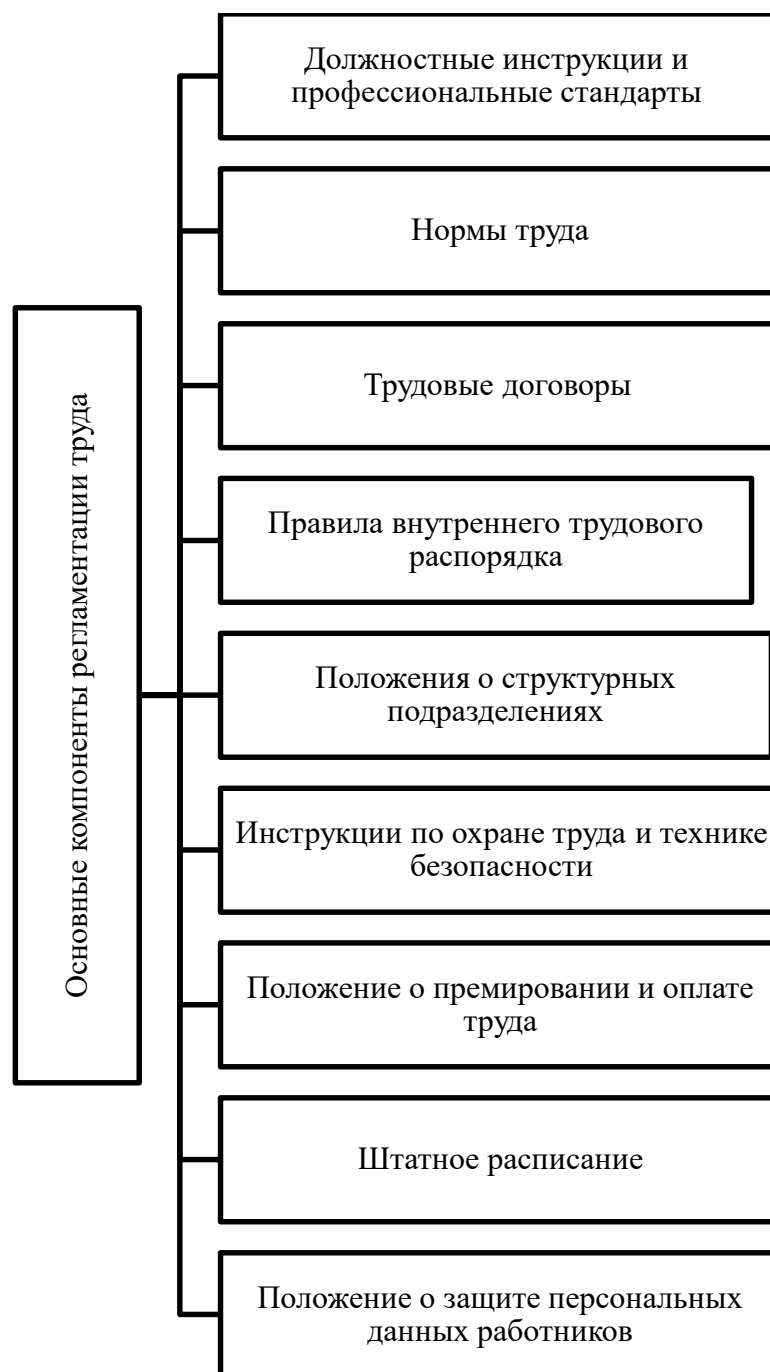 Основные компоненты регламентации труда
Должностные инструкции и
профессиональные стандарты
Нормы труда
Трудовые договоры
Правила внутреннего трудового
распорядка
Положения о структурных
подразделениях
Инструкции по охране труда и технике
безопасности
Положение о премировании и оплате
труда
Штатное расписание
Положение о защите персональных
данных работников